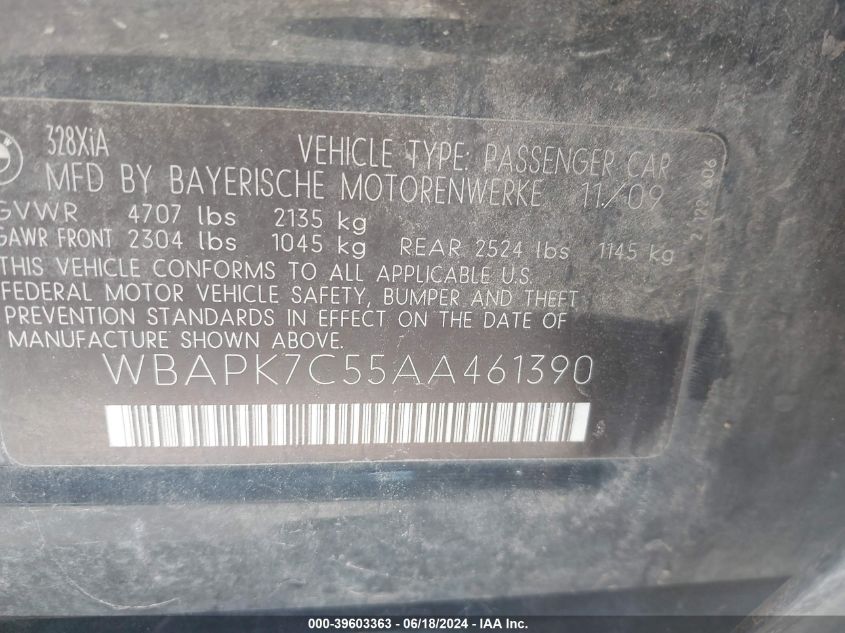 328XiA
VEHICLE TYPE: PASSENGER CAR
MFD BY BAYERISCHE MOTORENWERKE 11/09
GVWR 4707 lbs 2135 kg
GAWR FRONT 2304 lbs 1045 kg REAR 2524 lbs 1145 kg
THIS VEHICLE CONFORMS TO ALL APPLICABLE U.S.
FEDERAL MOTOR VEHICLE SAFETY, BUMPER AND THEFT
PREVENTION STANDARDS IN EFFECT ON THE DATE OF
MANUFACTURE SHOWN ABOVE.
WBAPK7C55AA461390
000-39603363 - 06/18/2024 - IAA Inc.